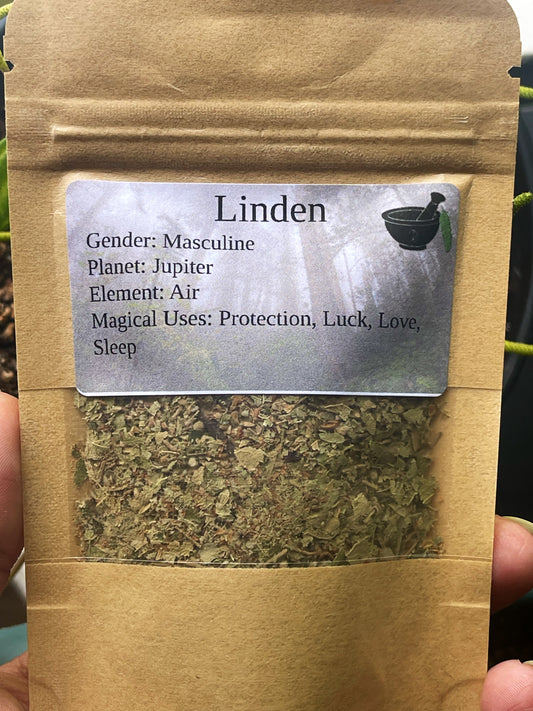 Linden
Gender: Masculine
Planet: Jupiter
Element: Air
Magical Uses: Protection, Luck, Love,
Sleep